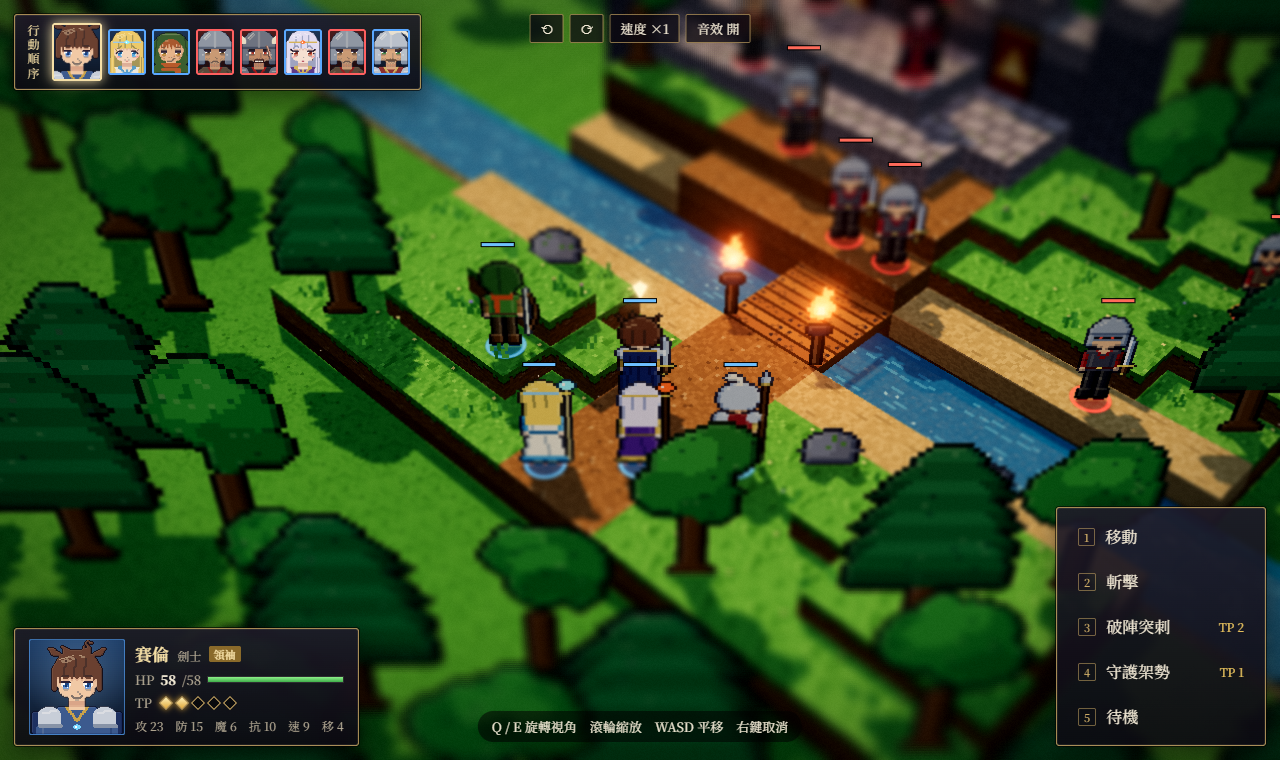 行動順序
速度 ×1
音效 開
1 移動
2 斬擊
3 破陣突刺 TP 2
4 守護架勢 TP 1
5 待機
賽倫 劍士 領袖
HP 58 /58
TP
攻 23 防 15 魔 6 抗 10 速 9 移 4
Q / E 旋轉視角 滾輪縮放 WASD 平移 右鍵取消